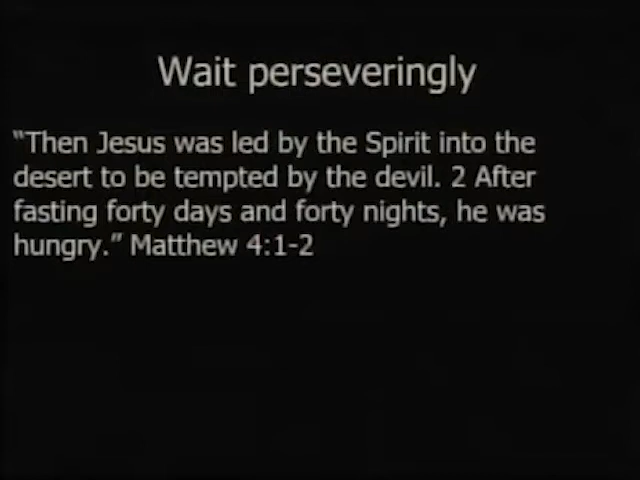 Wait perseveringly
“Then Jesus was led by the Spirit into the
desert to be tempted by the devil. 2 After
fasting forty days and forty nights, he was
hungry.” Matthew 4:1-2